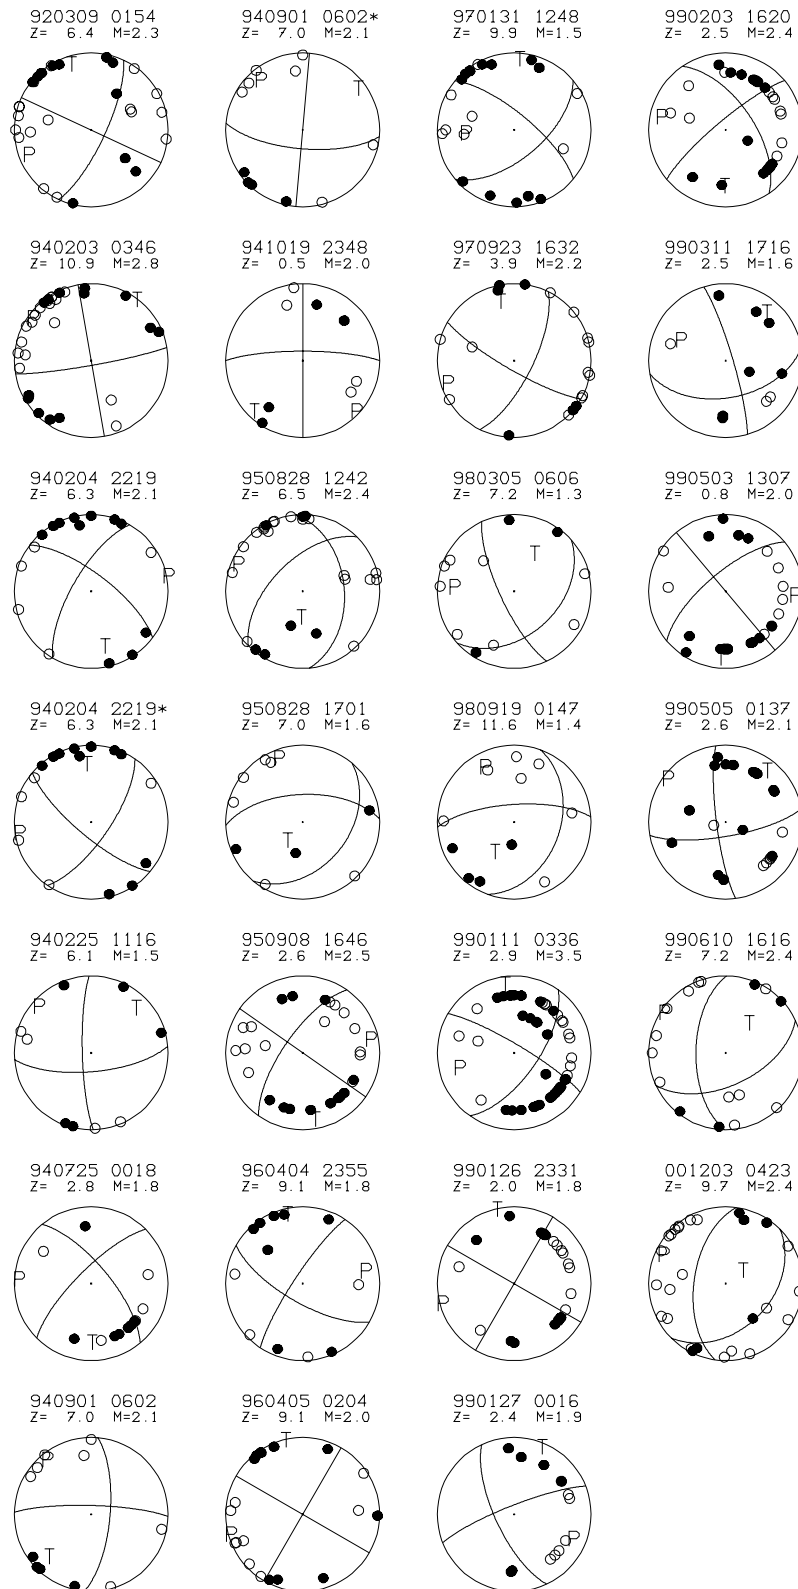 920309 0154
Z= 6.4 M=2.3
940901 0602*
Z= 7.0 M=2.1
970131 1248
Z= 9.9 M=1.5
990203 1620
Z= 2.5 M=2.4
T
P
P
T
T
P
P
T
940203 0346
Z= 10.9 M=2.8
941019 2348
Z= 0.5 M=2.0
970923 1632
Z= 3.9 M=2.2
990311 1716
Z= 2.5 M=1.6
P
T
T
P
T
P
P
T
940204 2219
Z= 6.3 M=2.1
950828 1242
Z= 6.5 M=2.4
980305 0606
Z= 7.2 M=1.3
990503 1307
Z= 0.8 M=2.0
P
T
P
T
T
P
P
T
940204 2219*
Z= 6.3 M=2.1
950828 1701
Z= 7.0 M=1.6
980919 0147
Z= 11.6 M=1.4
990505 0137
Z= 2.6 M=2.1
T
P
P
T
P
T
P
T
940225 1116
Z= 6.1 M=1.5
950908 1646
Z= 2.6 M=2.5
990111 0336
Z= 2.9 M=3.5
990610 1616
Z= 7.2 M=2.4
P
T
P
T
T
P
P
T
940725 0018
Z= 2.8 M=1.8
960404 2355
Z= 9.1 M=1.8
990126 2331
Z= 2.0 M=1.8
001203 0423
Z= 9.7 M=2.4
P
T
T
P
T
P
P
T
940901 0602
Z= 7.0 M=2.1
960405 0204
Z= 9.1 M=2.0
990127 0016
Z= 2.4 M=1.9
T
T
P
T
P